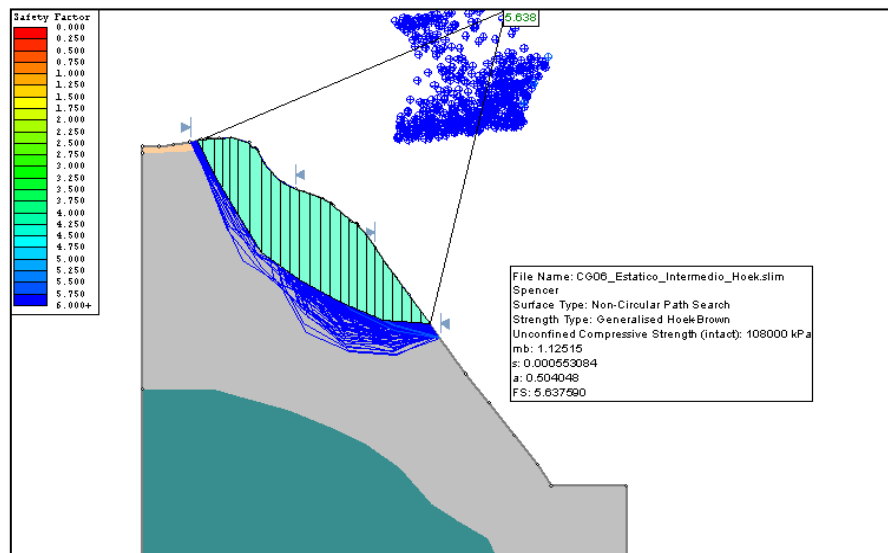 Safety Factor
0.000
0.250
0.500
0.750
1.000
1.250
1.500
1.750
2.000
2.250
2.500
2.750
3.000
3.250
3.500
3.750
4.000
4.250
4.500
4.750
5.000
5.250
5.500
5.750
6.000+
5.638
File Name: CG06_Estatico_Intermedio_Hoek.slim
Spencer
Surface Type: Non-Circular Path Search
Strength Type: Generalised HoekBrown
Unconfined Compressive Strength (intact): 108000 kPa
mb: 1.12515
s: 0.000553084
a: 0.504048
FS: 5.637590